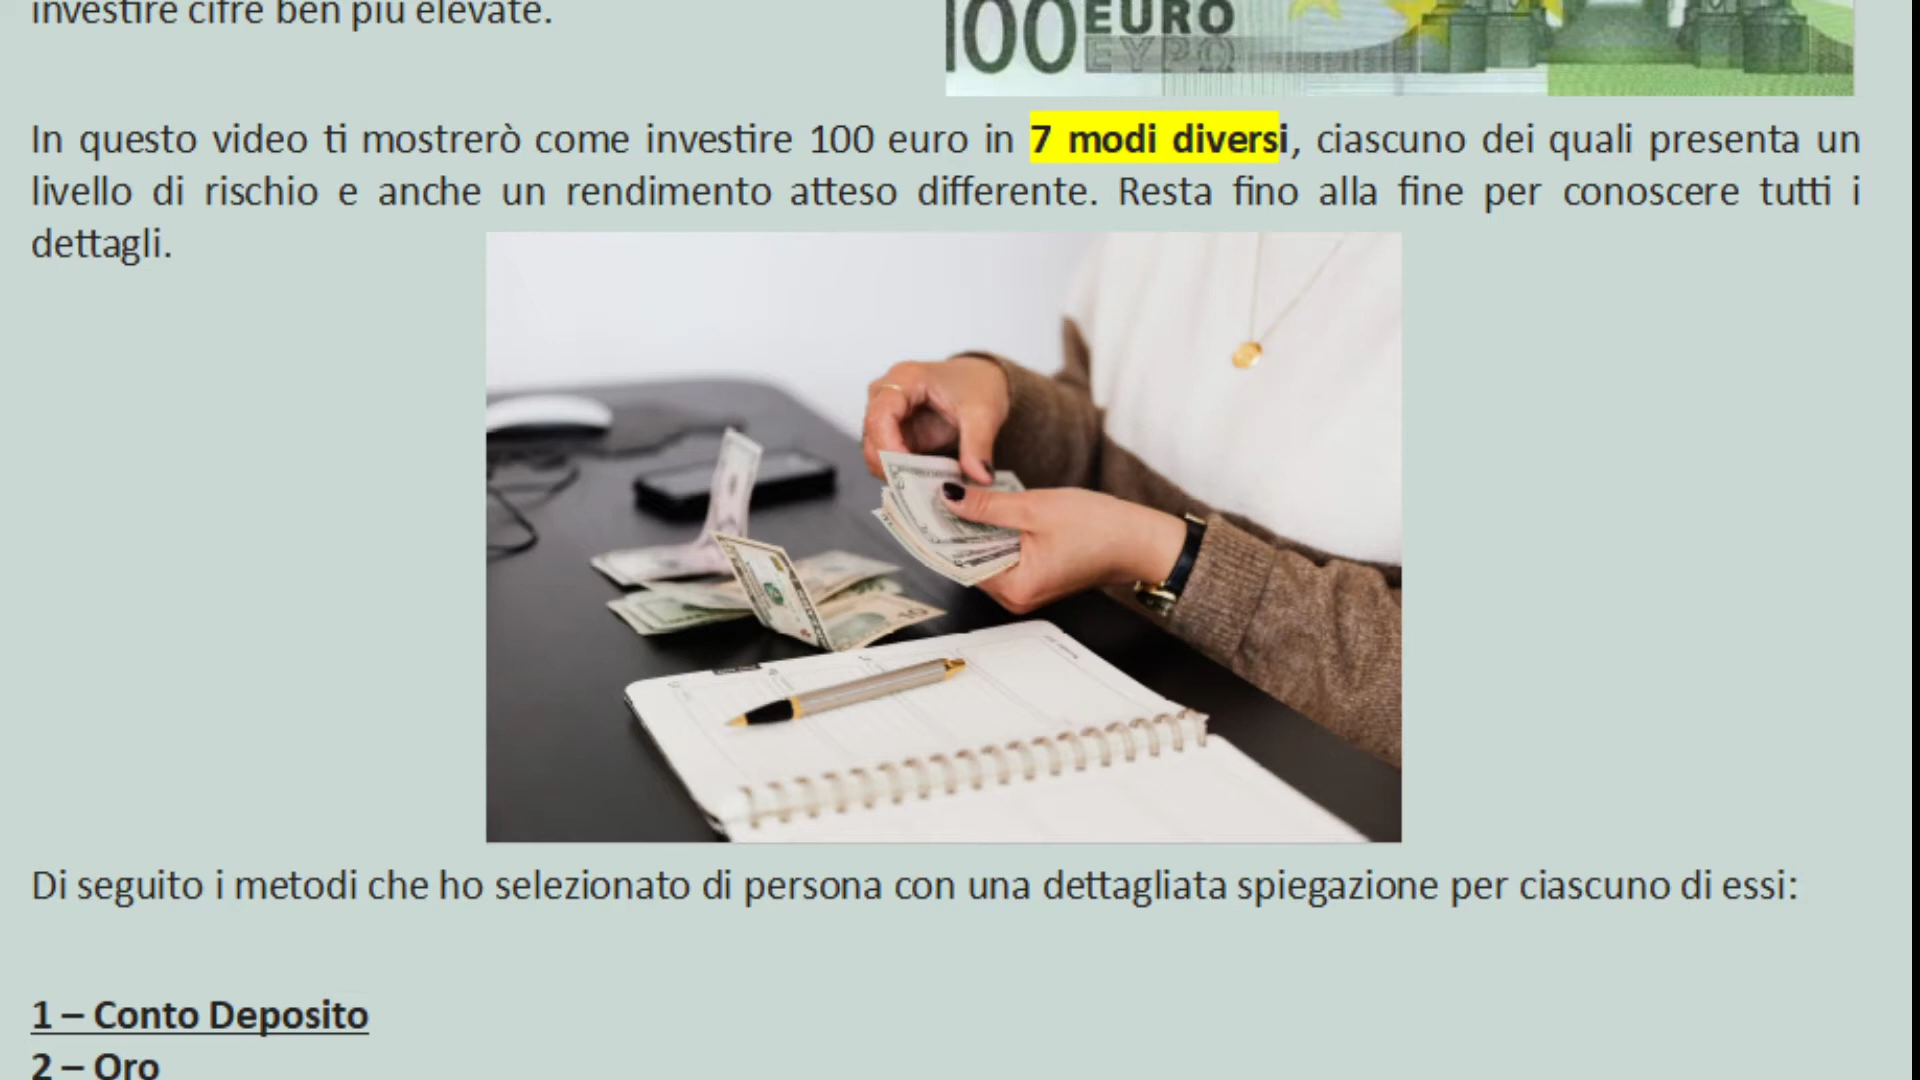 investire cifre ben più elevate.
100 EURO
ΕΥΡΩ
In questo video ti mostrerò come investire 100 euro in 7 modi diversi, ciascuno dei quali presenta un
livello di rischio e anche un rendimento atteso differente. Resta fino alla fine per conoscere tutti i
dettagli.
10
Di seguito i metodi che ho selezionato di persona con una dettagliata spiegazione per ciascuno di essi:
1 – Conto Deposito
2 – Oro